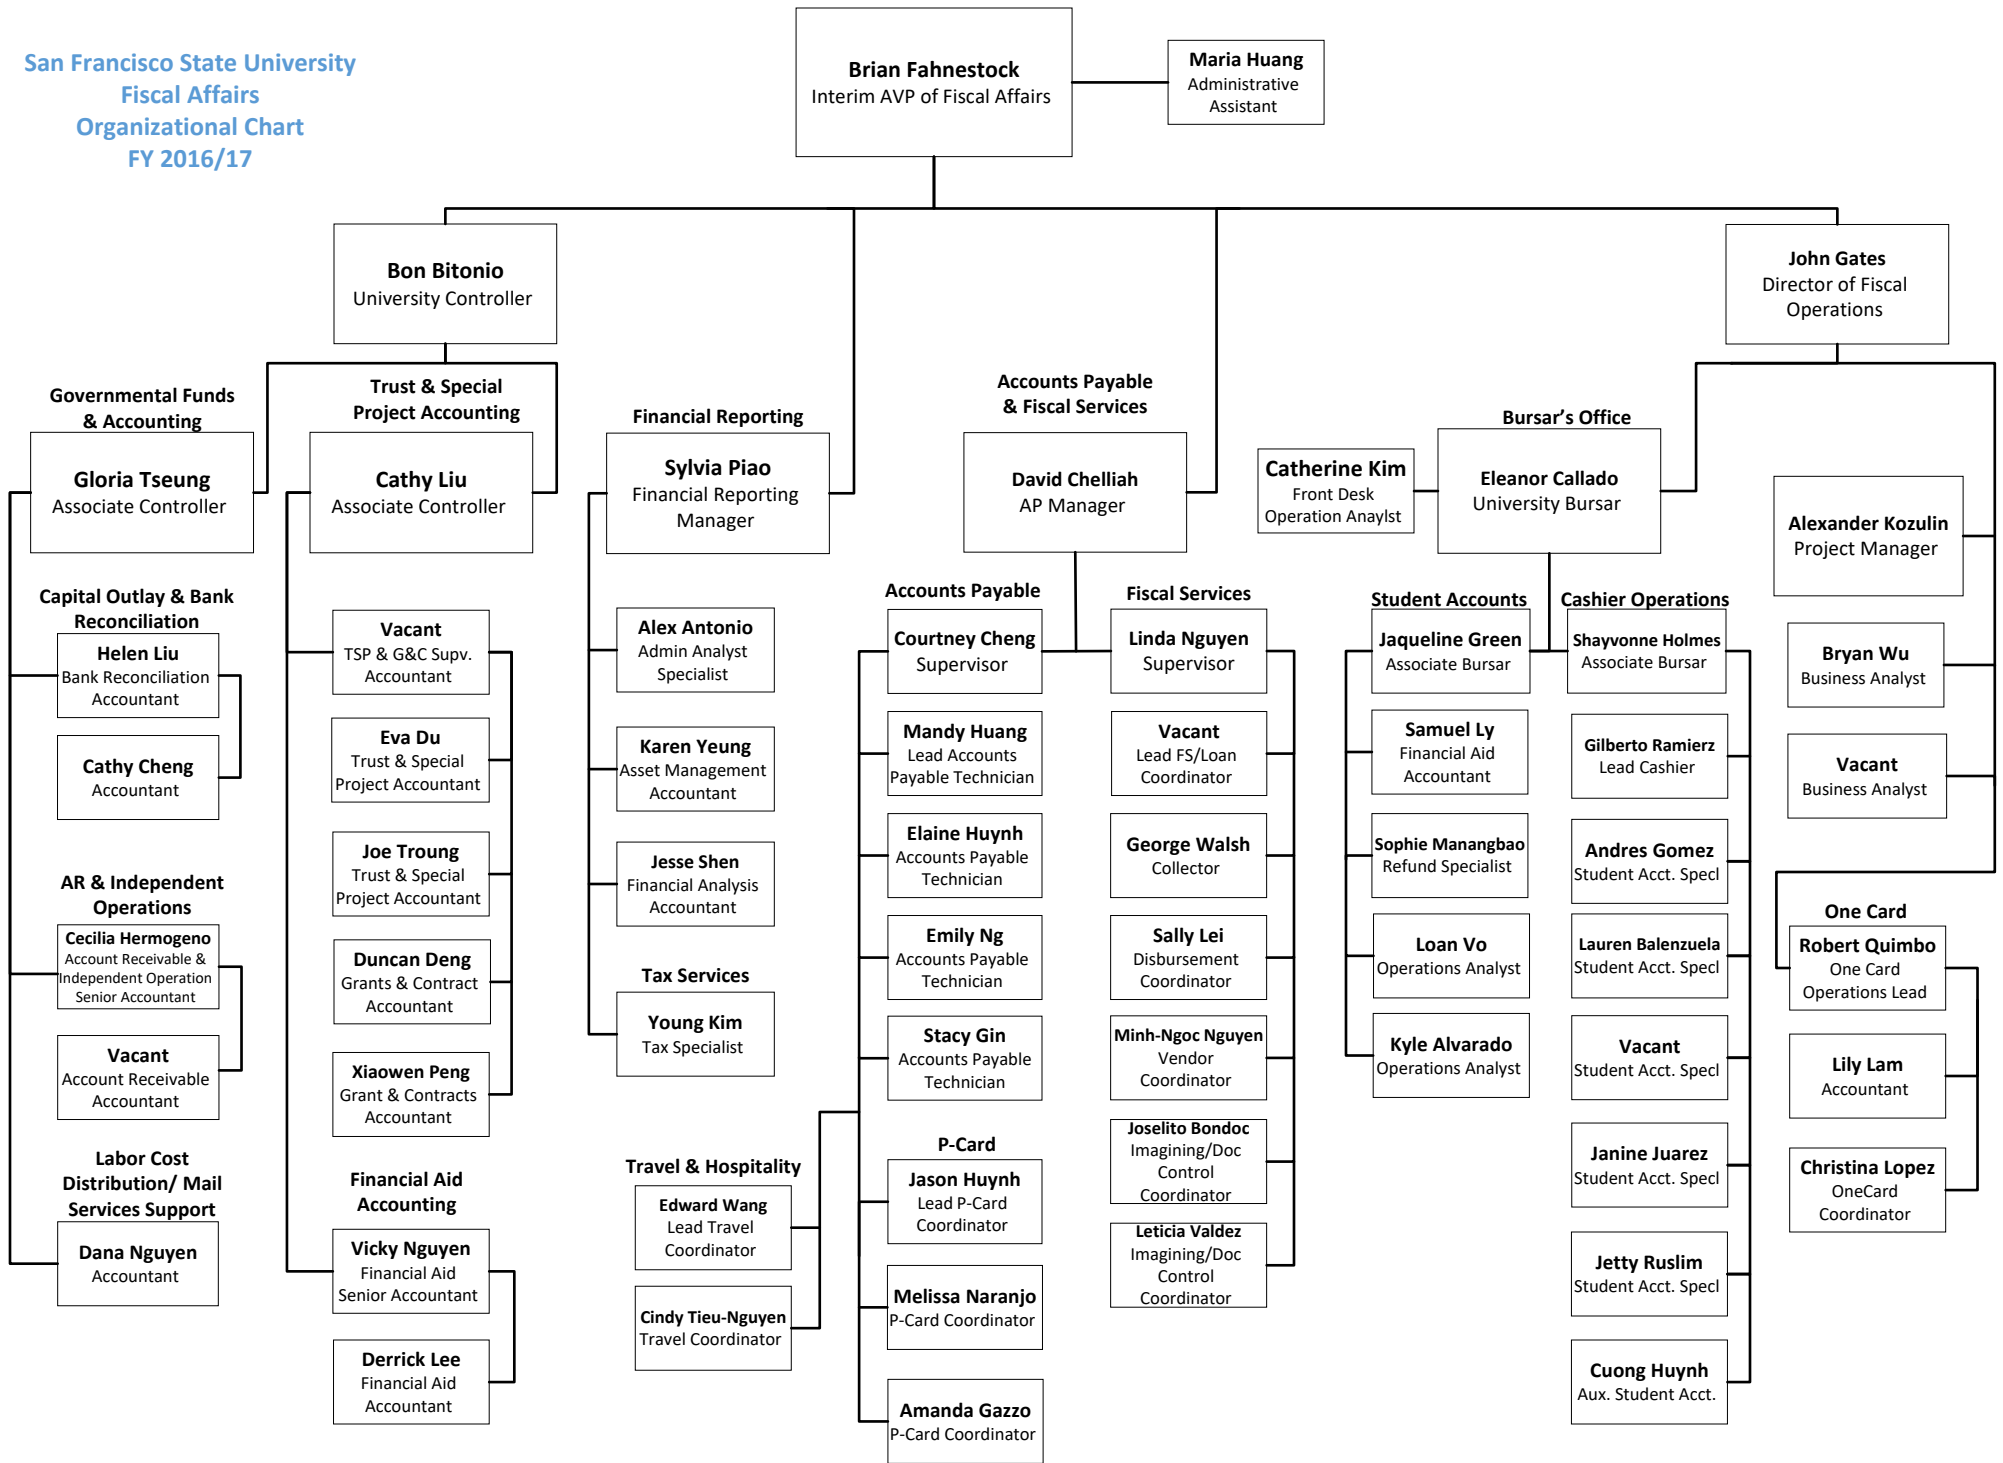 San Francisco State University
Fiscal Affairs
Organizational Chart
FY 2016/17
Brian Fahnestock
Interim AVP of Fiscal Affairs
Maria Huang
Administrative
Assistant
Bon Bitonio
University Controller
John Gates
Director of Fiscal
Operations
Governmental Funds
& Accounting
Gloria Tseung
Associate Controller
Capital Outlay & Bank
Reconciliation
Helen Liu
Bank Reconciliation
Accountant
Cathy Cheng
Accountant
AR & Independent
Operations
Cecilia Hermogeno
Account Receivable &
Independent Operation
Senior Accountant
Vacant
Account Receivable
Accountant
Labor Cost
Distribution/ Mail
Services Support
Dana Nguyen
Accountant
Trust & Special
Project Accounting
Cathy Liu
Associate Controller
Vacant
TSP & G&C Supv.
Accountant
Eva Du
Trust & Special
Project Accountant
Joe Troung
Trust & Special
Project Accountant
Duncan Deng
Grants & Contract
Accountant
Xiaowen Peng
Grant & Contracts
Accountant
Financial Aid
Accounting
Vicky Nguyen
Financial Aid
Senior Accountant
Derrick Lee
Financial Aid
Accountant
Financial Reporting
Sylvia Piao
Financial Reporting
Manager
Alex Antonio
Admin Analyst
Specialist
Karen Yeung
Asset Management
Accountant
Jesse Shen
Financial Analysis
Accountant
Tax Services
Young Kim
Tax Specialist
Accounts Payable
& Fiscal Services
David Chelliah
AP Manager
Accounts Payable
Courtney Cheng
Supervisor
Mandy Huang
Lead Accounts
Payable Technician
Elaine Huynh
Accounts Payable
Technician
Emily Ng
Accounts Payable
Technician
Stacy Gin
Accounts Payable
Technician
Travel & Hospitality
Edward Wang
Lead Travel
Coordinator
Cindy Tieu-Nguyen
Travel Coordinator
P-Card
Jason Huynh
Lead P-Card
Coordinator
Melissa Naranjo
P-Card Coordinator
Amanda Gazzo
P-Card Coordinator
Fiscal Services
Linda Nguyen
Supervisor
Vacant
Lead FS/Loan
Coordinator
George Walsh
Collector
Sally Lei
Disbursement
Coordinator
Minh-Ngoc Nguyen
Vendor
Coordinator
Joselito Bondoc
Imagining/Doc
Control
Coordinator
Leticia Valdez
Imagining/Doc
Control
Coordinator
Bursar's Office
Catherine Kim
Front Desk
Operation Anaylst
Eleanor Callado
University Bursar
Student Accounts
Jaqueline Green
Associate Bursar
Samuel Ly
Financial Aid
Accountant
Sophie Manangbao
Refund Specialist
Loan Vo
Operations Analyst
Kyle Alvarado
Operations Analyst
Cashier Operations
Shayvonne Holmes
Associate Bursar
Gilberto Ramierz
Lead Cashier
Andres Gomez
Student Acct. Specl
Lauren Balenzuela
Student Acct. Specl
Vacant
Student Acct. Specl
Janine Juarez
Student Acct. Specl
Jetty Ruslim
Student Acct. Specl
Cuong Huynh
Aux. Student Acct.
Alexander Kozulin
Project Manager
Bryan Wu
Business Analyst
Vacant
Business Analyst
One Card
Robert Quimbo
One Card
Operations Lead
Lily Lam
Accountant
Christina Lopez
OneCard
Coordinator